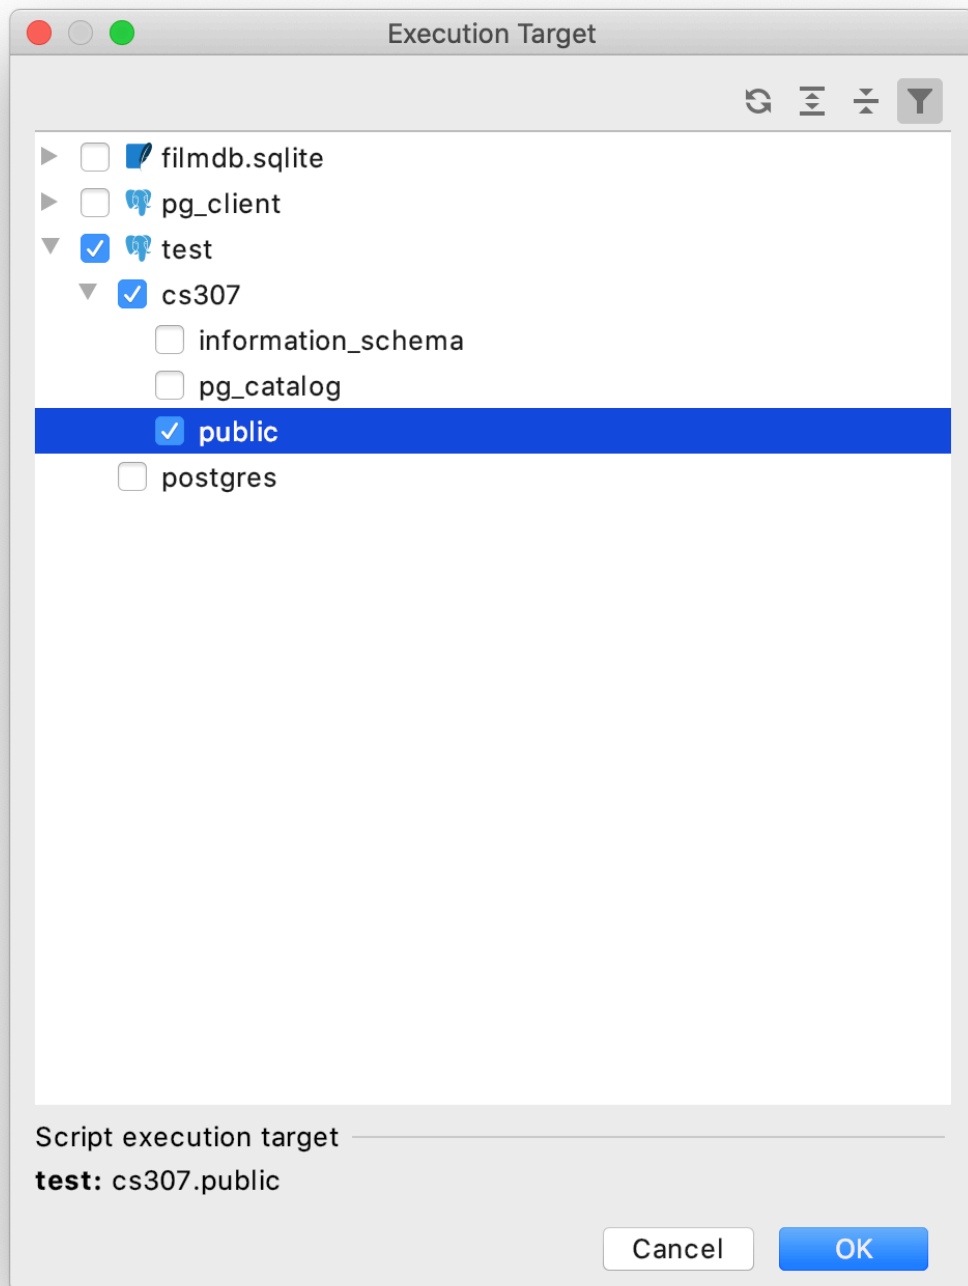 Execution Target
filmdb.sqlite
pg_client
test
cs307
information_schema
pg_catalog
public
postgres
Script execution target
test: cs307.public
Cancel
OK